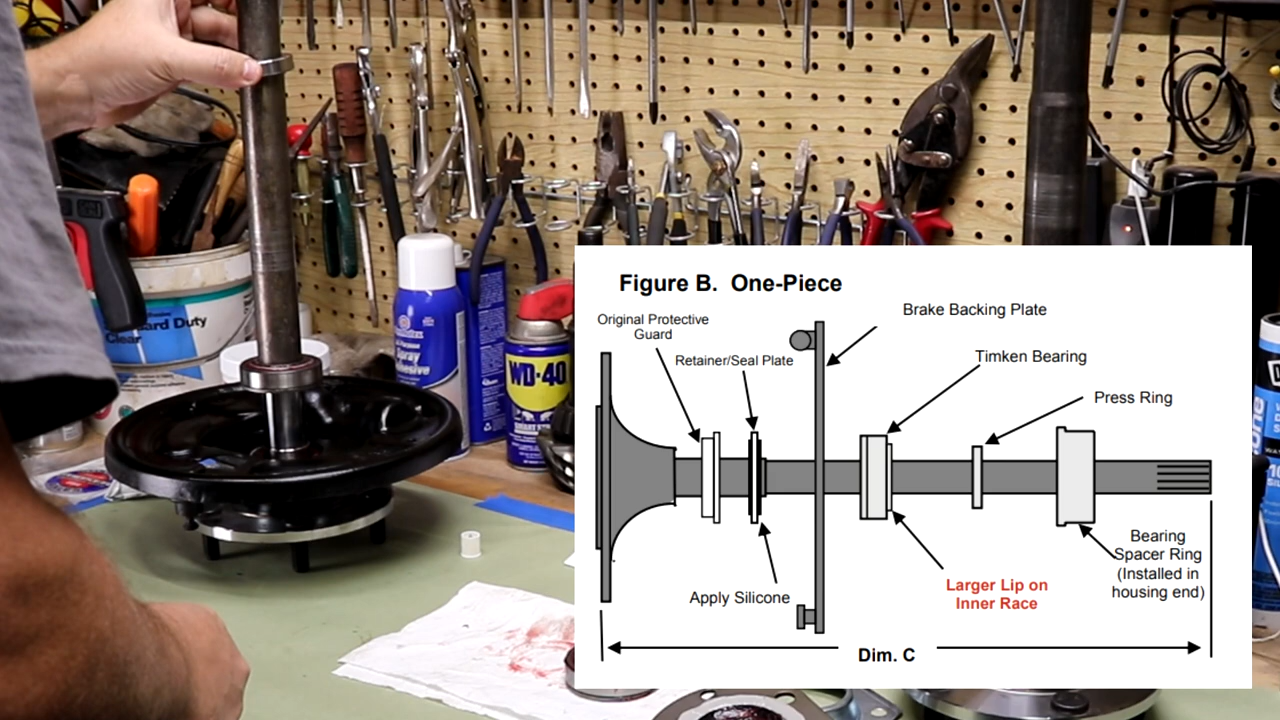 Figure B. One-Piece
Original Protective
Guard
Retainer/Seal Plate
Brake Backing Plate
Timken Bearing
Press Ring
Apply Silicone
Larger Lip on
Inner Race
Bearing
Spacer Ring
(Installed in
housing end)
Dim. C
Duty
Clear
Spray
WD-40